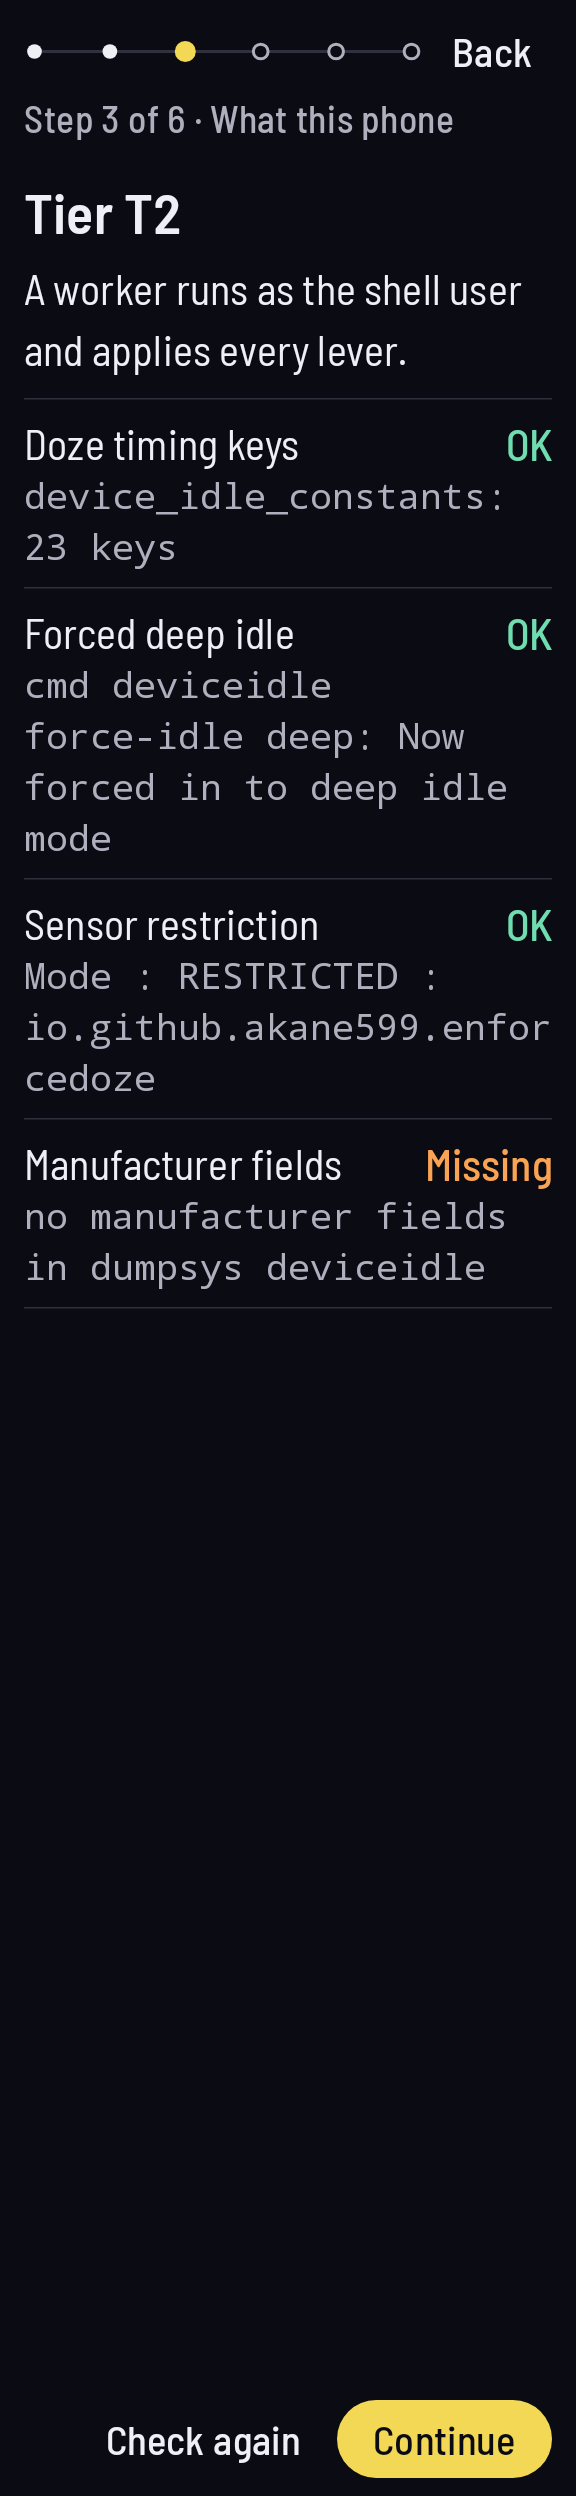 Back
Step 3 of 6 · What this phone
Tier T2
A worker runs as the shell user
and applies every lever.
Doze timing keys OK
device_idle_constants:
23 keys
Forced deep idle OK
cmd deviceidle
force-idle deep: Now
forced in to deep idle
mode
Sensor restriction OK
Mode : RESTRICTED :
io.github.akane599.enfor
cedoze
Manufacturer fields Missing
no manufacturer fields
in dumpsys deviceidle
Check again Continue